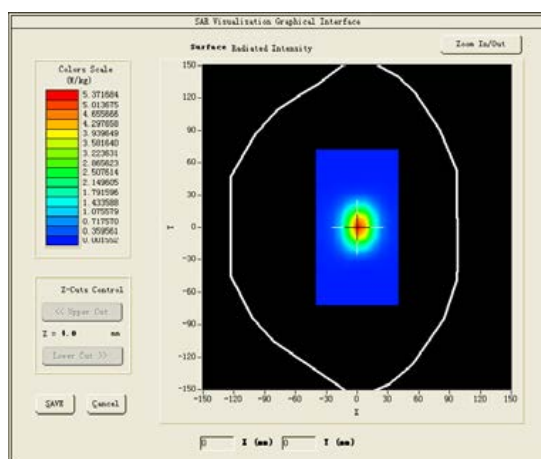 SAR Visualisation Graphical Interface
Surface Radiated Intensity
Zoom In/Out
Colors Scale
(W/kg)
5.371684
5.013675
4.655666
4.297658
3.939649
3.581640
3.223631
2.865623
2.507614
2.149605
1.791596
1.433588
1.075579
0.717570
0.359561
0.001552
150
120
90
60
30
0
-30
-60
-90
-120
-150
Y
-150 -120 -90 -60 -30 0 30 60 90 120 150
X
Z-Cuts Control
<< Upper Cut
Z = 4.0 mm
Lower Cut >>
SAVE Cancel
0 X (mm) 0 Y (mm)